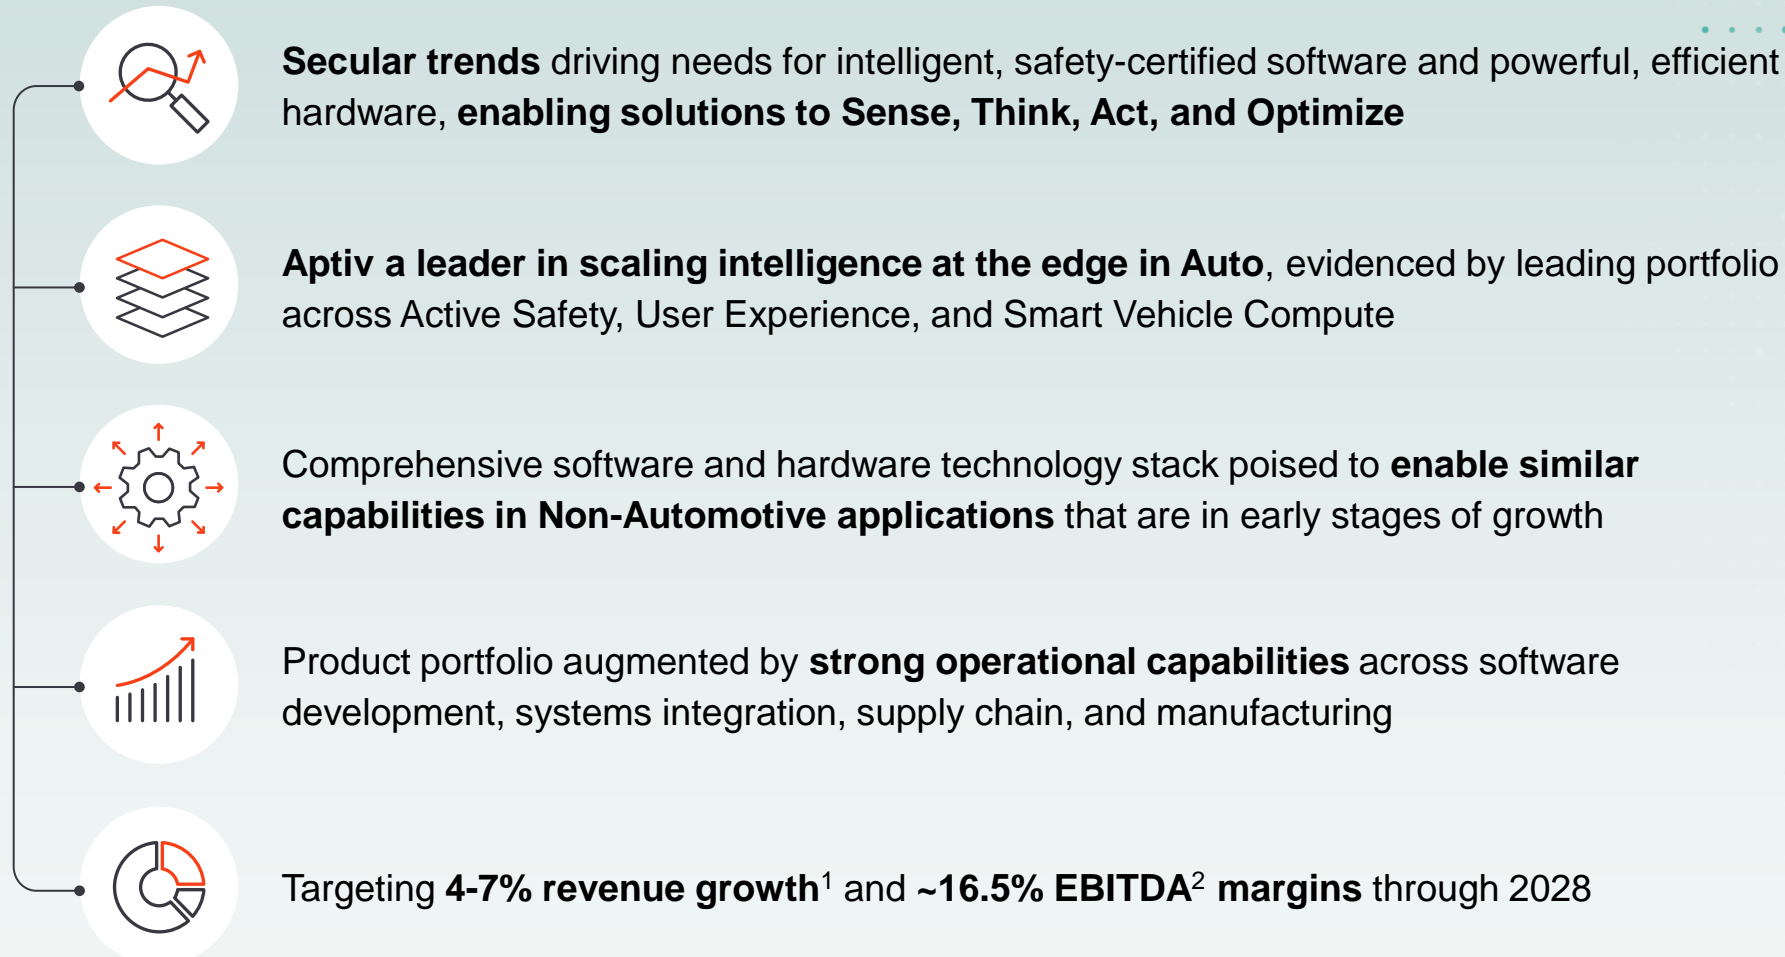 Secular trends driving needs for intelligent, safety-certified software and powerful, efficient
hardware, enabling solutions to Sense, Think, Act, and Optimize
Aptiv a leader in scaling intelligence at the edge in Auto, evidenced by leading portfolio
across Active Safety, User Experience, and Smart Vehicle Compute
Comprehensive software and hardware technology stack poised to enable similar
capabilities in Non-Automotive applications that are in early stages of growth
Product portfolio augmented by strong operational capabilities across software
development, systems integration, supply chain, and manufacturing
Targeting 4-7% revenue growth¹ and ~16.5% EBITDA² margins through 2028